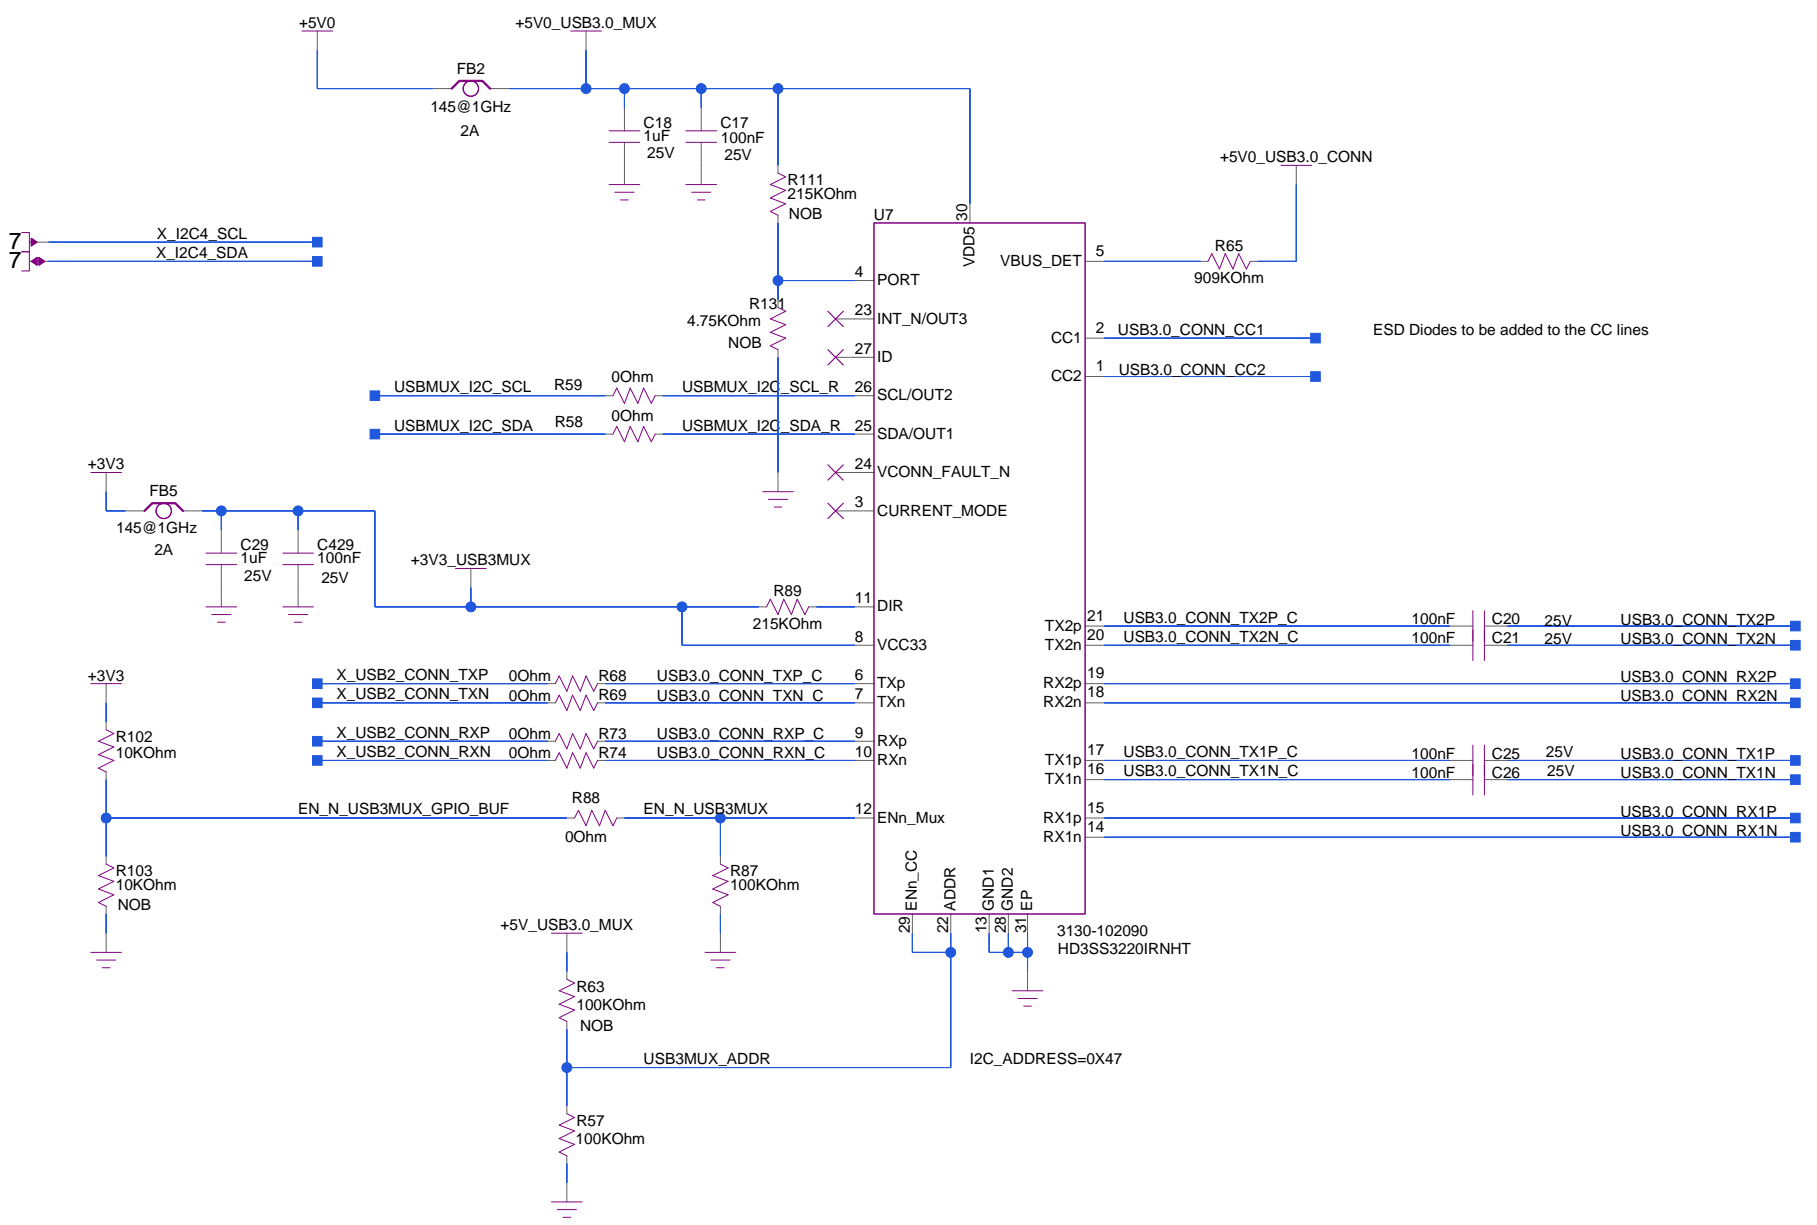 +5V0
+5V0_USB3.0_MUX
FB2
145@1GHz
2A
C18
1uF
25V
C17
100nF
25V
+5V0_USB3.0_CONN
R111
215KOhm
NOB
U7
30
VDD5
7
X_I2C4_SCL
7
X_I2C4_SDA
VBUS_DET
5
R65
909KOhm
4
PORT
R131
4.75KOhm
NOB
23
INT_N/OUT3
CC1
2
USB3.0_CONN_CC1
ESD Diodes to be added to the CC lines
27
ID
CC2
1
USB3.0_CONN_CC2
USBMUX_I2C_SCL
R59
0Ohm
USBMUX_I2C_SCL_R
26
SCL/OUT2
USBMUX_I2C_SDA
R58
0Ohm
USBMUX_I2C_SDA_R
25
SDA/OUT1
24
VCONN_FAULT_N
3
CURRENT_MODE
+3V3
FB5
145@1GHz
2A
C29
1uF
25V
C429
100nF
25V
+3V3_USB3MUX
R89
215KOhm
11
DIR
8
VCC33
TX2p
21
USB3.0_CONN_TX2P_C
100nF
C20
25V
USB3.0_CONN_TX2P
TX2n
20
USB3.0_CONN_TX2N_C
100nF
C21
25V
USB3.0_CONN_TX2N
X_USB2_CONN_TXP
0Ohm
R68
USB3.0_CONN_TXP_C
6
TXp
RX2p
19
USB3.0_CONN_RX2P
X_USB2_CONN_TXN
0Ohm
R69
USB3.0_CONN_TXN_C
7
TXn
RX2n
18
USB3.0_CONN_RX2N
X_USB2_CONN_RXP
0Ohm
R73
USB3.0_CONN_RXP_C
9
RXp
X_USB2_CONN_RXN
0Ohm
R74
USB3.0_CONN_RXN_C
10
RXn
TX1p
17
USB3.0_CONN_TX1P_C
100nF
C25
25V
USB3.0_CONN_TX1P
TX1n
16
USB3.0_CONN_TX1N_C
100nF
C26
25V
USB3.0_CONN_TX1N
+3V3
R102
10KOhm
EN_N_USB3MUX_GPIO_BUF
R88
0Ohm
EN_N_USB3MUX
12
ENn_Mux
RX1p
15
USB3.0_CONN_RX1P
RX1n
14
USB3.0_CONN_RX1N
R103
10KOhm
NOB
R87
100KOhm
ENn_CC
29
ADDR
22
GND1
13
GND2
28
EP
31
3130-102090
HD3SS3220IRNHT
+5V_USB3.0_MUX
R63
100KOhm
NOB
USB3MUX_ADDR
I2C_ADDRESS=0X47
R57
100KOhm